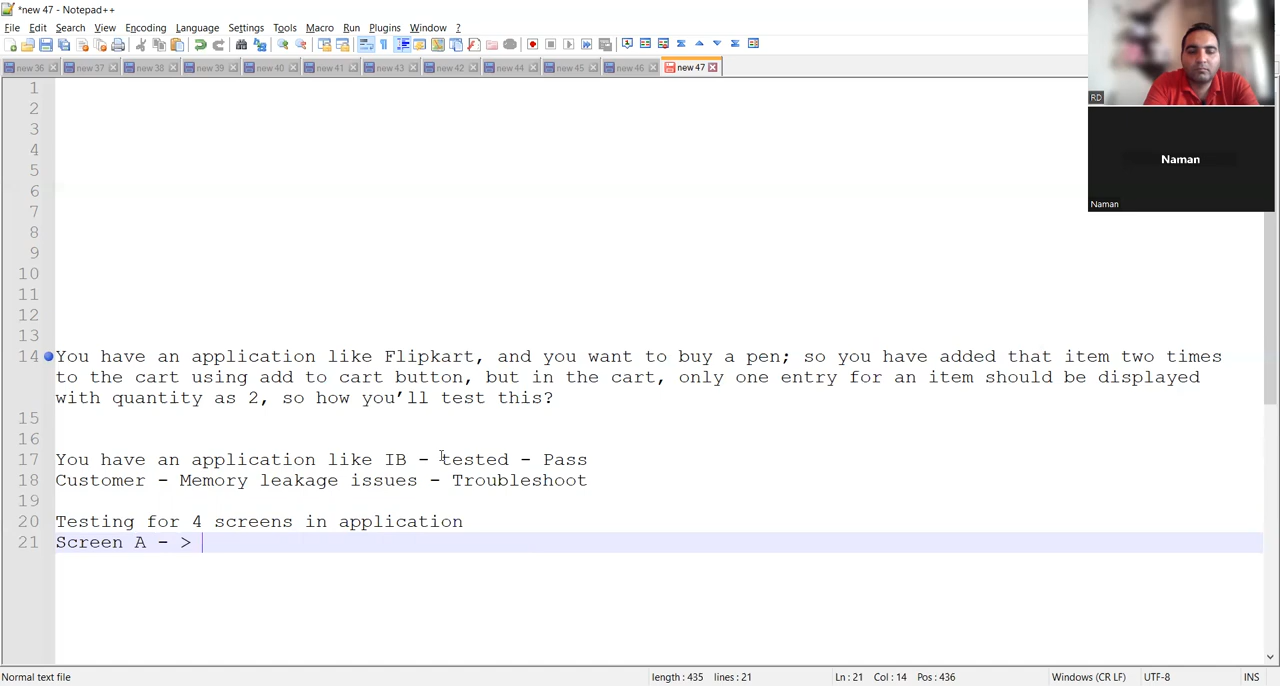 *new 47 - Notepad++
File Edit Search View Encoding Language Settings Tools Macro Run Plugins Window ?
new 36 new 37 new 38 new 39 new 40 new 41 new 43 new 42 new 44 new 45 new 46 new 47
RD
Naman
Naman
1
2
3
4
5
6
7
8
9
10
11
12
13
14 You have an application like Flipkart, and you want to buy a pen; so you have added that item two times
to the cart using add to cart button, but in the cart, only one entry for an item should be displayed
with quantity as 2, so how you’ll test this?
15
16
17 You have an application like IB - tested - Pass
18 Customer - Memory leakage issues - Troubleshoot
19
20 Testing for 4 screens in application
21 Screen A - >
Normal text file length : 435 lines : 21 Ln : 21 Col : 14 Pos : 436 Windows (CR LF) UTF-8 INS